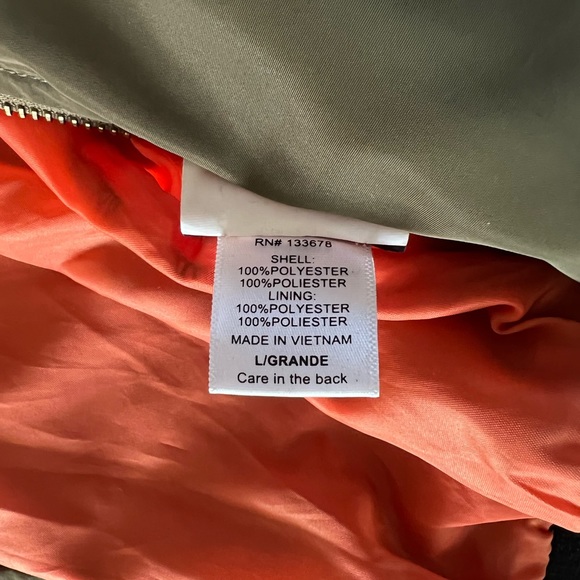 RN# 133678
SHELL:
100%POLYESTER
100%POLIESTER
LINING:
100%POLYESTER
100%POLIESTER
MADE IN VIETNAM
L/GRANDE
Care in the back